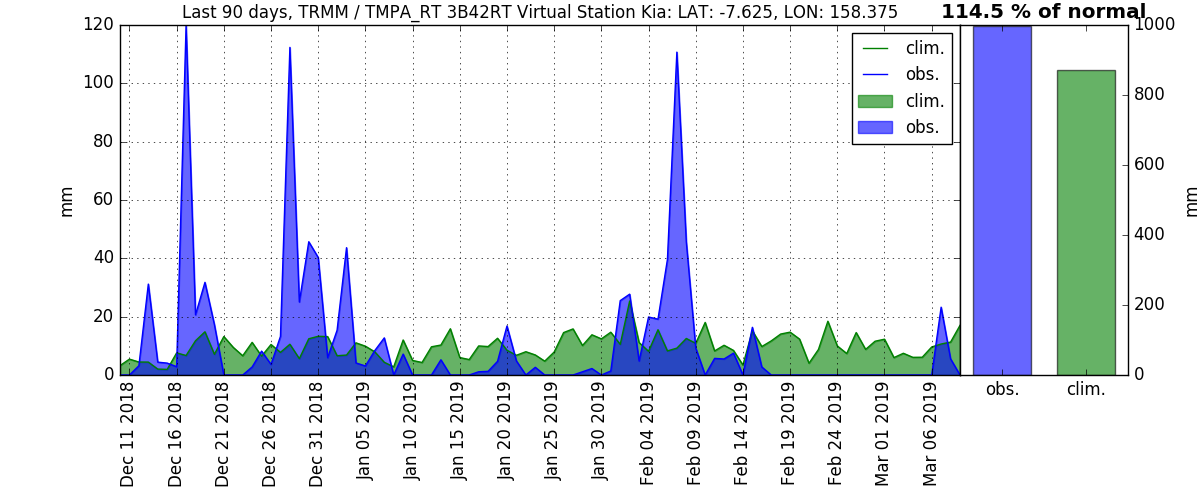 Last 90 days, TRMM / TMPA_RT 3B42RT Virtual Station Kia: LAT: -7.625, LON: 158.375
114.5 % of normal
120
100
80
60
40
20
0
mm
clim.
obs.
clim.
obs.
1000
800
600
400
200
0
mm
Dec 11 2018
Dec 16 2018
Dec 21 2018
Dec 26 2018
Dec 31 2018
Jan 05 2019
Jan 10 2019
Jan 15 2019
Jan 20 2019
Jan 25 2019
Jan 30 2019
Feb 04 2019
Feb 09 2019
Feb 14 2019
Feb 19 2019
Feb 24 2019
Mar 01 2019
Mar 06 2019
obs.
clim.